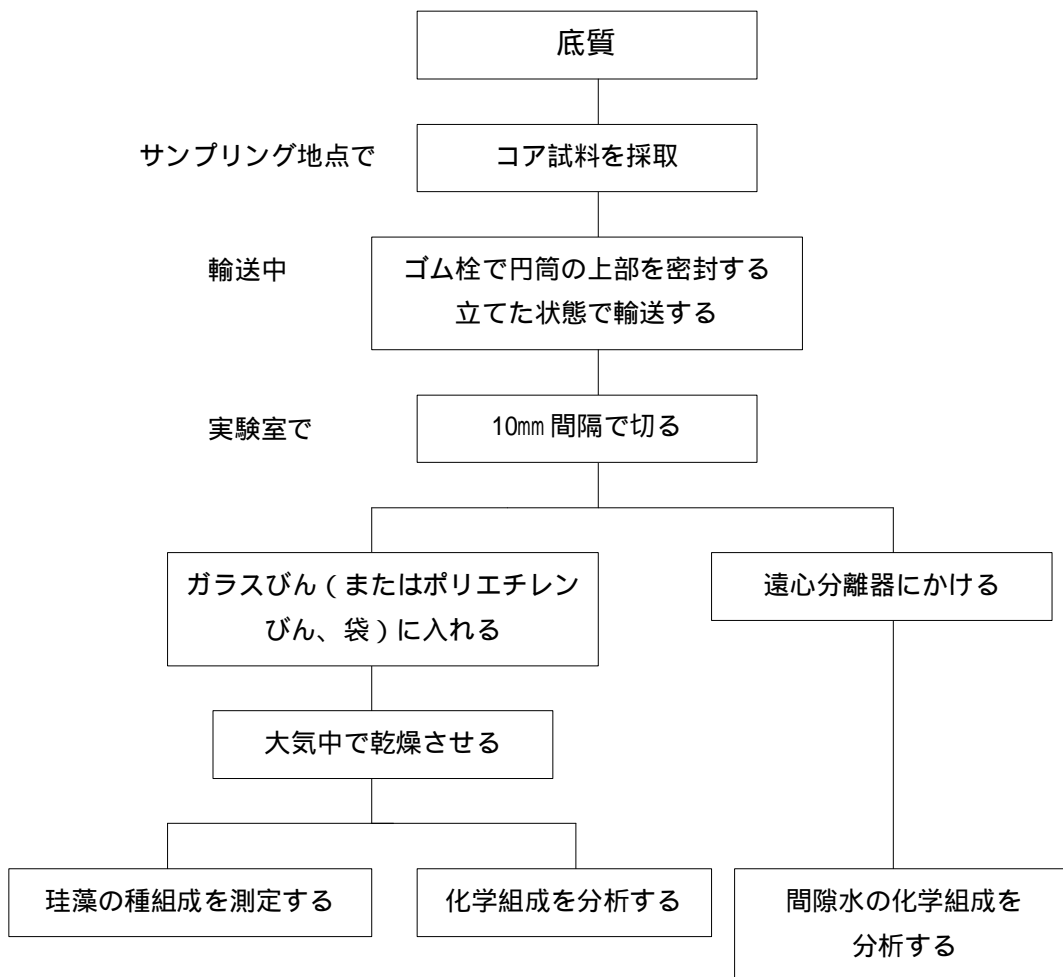 底質
サンプリング地点で
コア試料を採取
輸送中
ゴム栓で円筒の上部を密封する
立てた状態で輸送する
実験室で
10㎜間隔で切る
ガラスびん(またはポリエチレン
びん、袋)に入れる
遠心分離器にかける
大気中で乾燥させる
珪藻の種組成を測定する
化学組成を分析する
間隙水の化学組成を
分析する